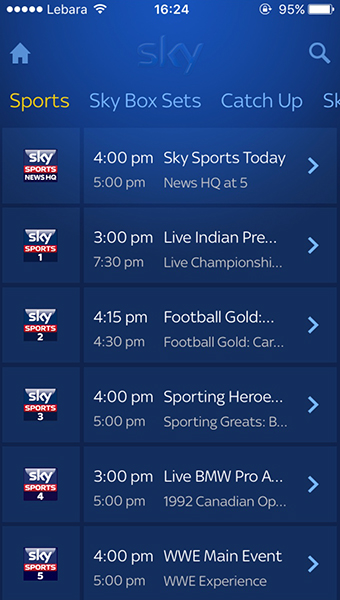 Lebara 16:24 95%
sky
Sports Sky Box Sets Catch Up Sk
sky SPORTS NEWS HQ
4:00 pm Sky Sports Today
5:00 pm News HQ at 5
sky SPORTS 1
3:00 pm Live Indian Pre...
7:30 pm Live Championshi...
sky SPORTS 2
4:15 pm Football Gold:...
4:30 pm Football Gold: Car...
sky SPORTS 3
4:00 pm Sporting Heroe...
5:00 pm Sporting Greats: B...
sky SPORTS 4
3:00 pm Live BMW Pro A...
5:00 pm 1992 Canadian Op...
sky SPORTS 5
4:00 pm WWE Main Event
5:00 pm WWE Experience